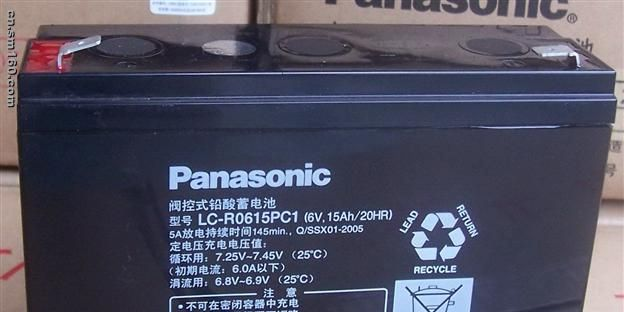 Panasonic
池
cn.sm160.com
Panasonic
阀控式铅酸蓄电池
型号 LC-R0615PC1 (6V, 15Ah/20HR)
5A放电持续时间145min., Q/SSX01-2005
定电压充电电压值:
循环用: 7.25V~7.45V (25℃)
(初期电流: 6.0A以下)
涓流用: 6.8V~6.9V (25℃)
注 意
•不可在密闭容器中充电
LEAD
RETURN
RECYCLE